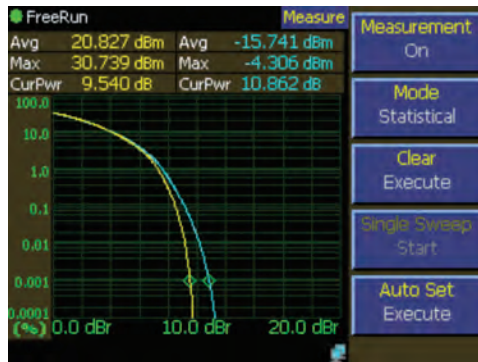 FreeRun Measure
Avg 20.827 dBm Avg -15.741 dBm
Max 30.739 dBm Max -4.306 dBm
CurPwr 9.540 dB CurPwr 10.862 dB
100.0
10.0
1.0
0.1
0.01
0.001
0.0001
(%) 0.0 dBr 10.0 dBr 20.0 dBr
Measurement
On
Mode
Statistical
Clear
Execute
Single Sweep
Start
Auto Set
Execute